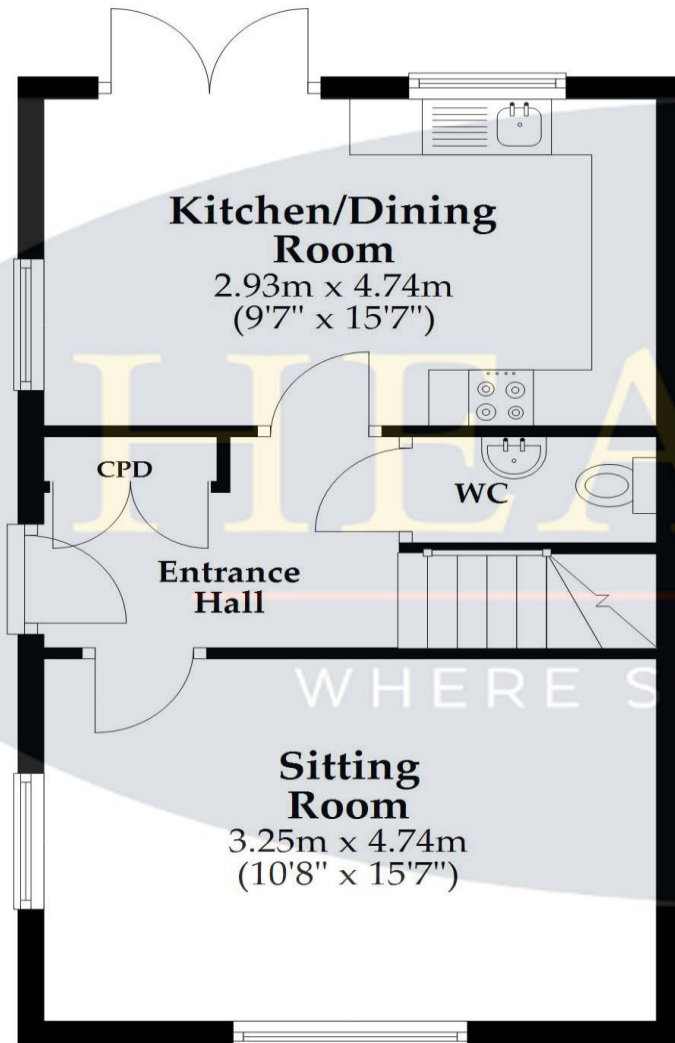 Kitchen/Dining
Room
2.93m x 4.74m
(9'7" x 15'7")
HEA
CPD
WC
Entrance
Hall
WHERE S
Sitting
Room
3.25m x 4.74m
(10'8" x 15'7")